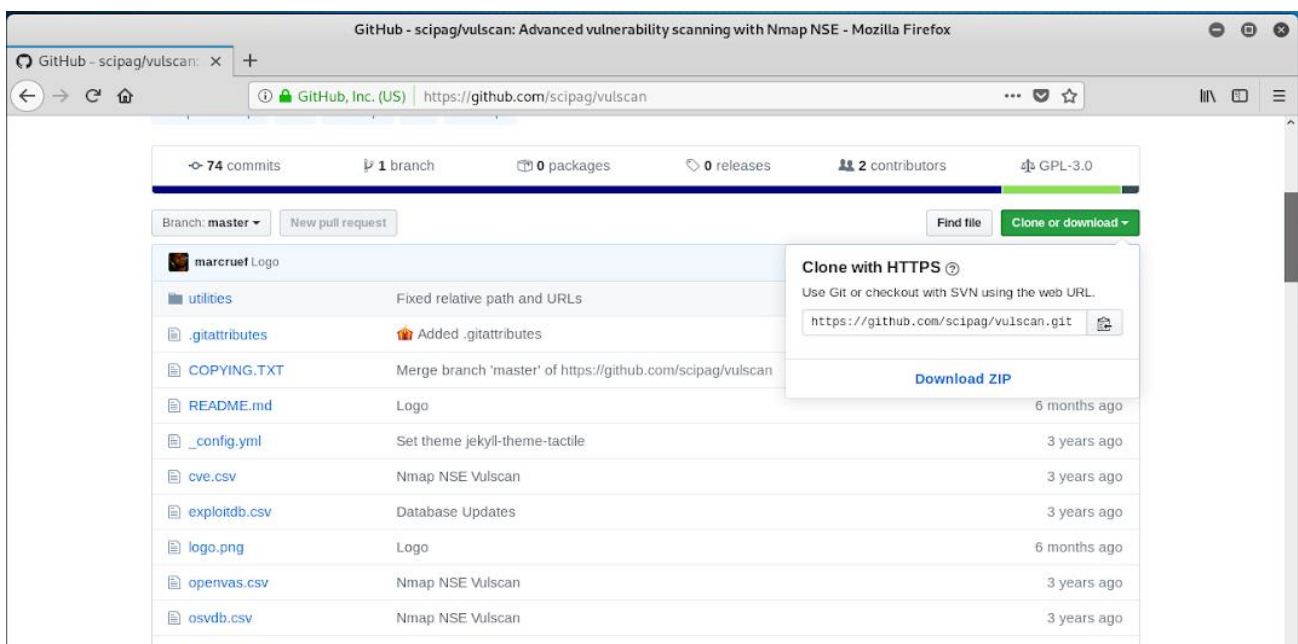 GitHub - scipag/vulscan: Advanced vulnerability scanning with Nmap NSE - Mozilla Firefox
GitHub - scipag/vulscan:
GitHub, Inc. (US) https://github.com/scipag/vulscan
74 commits 1 branch 0 packages 0 releases 2 contributors GPL-3.0
Branch: master New pull request Find file Clone or download
marcruef Logo
Clone with HTTPS
utilities Fixed relative path and URLs
Use Git or checkout with SVN using the web URL.
https://github.com/scipag/vulscan.git
.gitattributes Added .gitattributes
COPYING.TXT Merge branch 'master' of https://github.com/scipag/vulscan
Download ZIP
README.md Logo 6 months ago
_config.yml Set theme jekyll-theme-tactile 3 years ago
cve.csv Nmap NSE Vulscan 3 years ago
exploitdb.csv Database Updates 3 years ago
logo.png Logo 6 months ago
openvas.csv Nmap NSE Vulscan 3 years ago
osvdb.csv Nmap NSE Vulscan 3 years ago